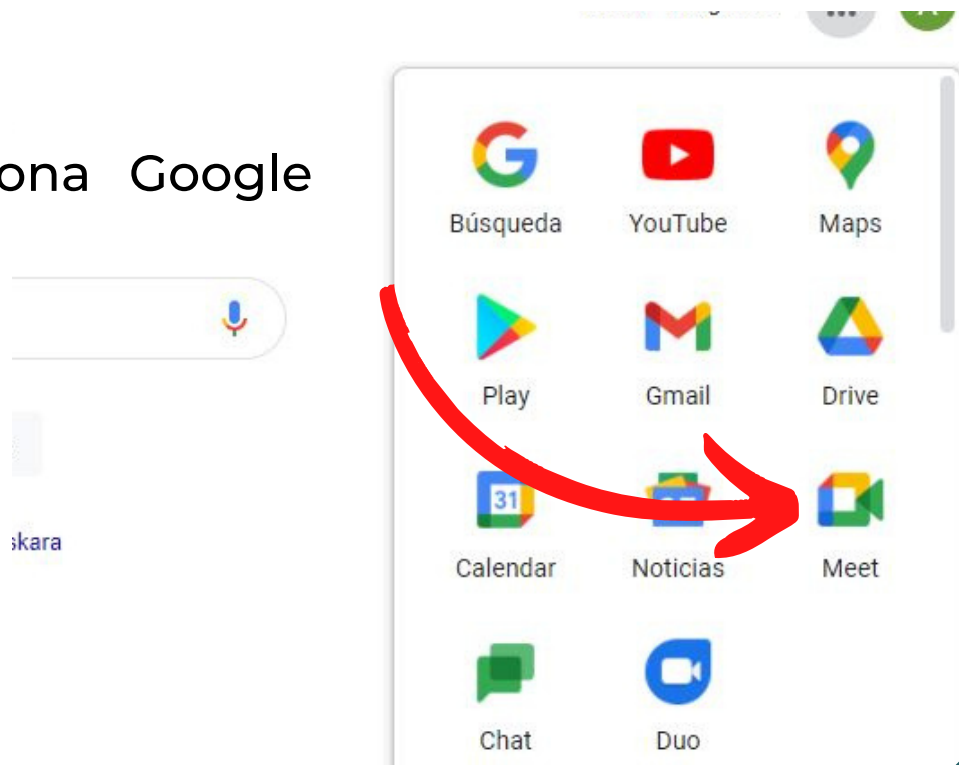 ona Google
Búsqueda YouTube Maps
Play Gmail Drive
skara
31
Calendar Noticias Meet
Chat Duo